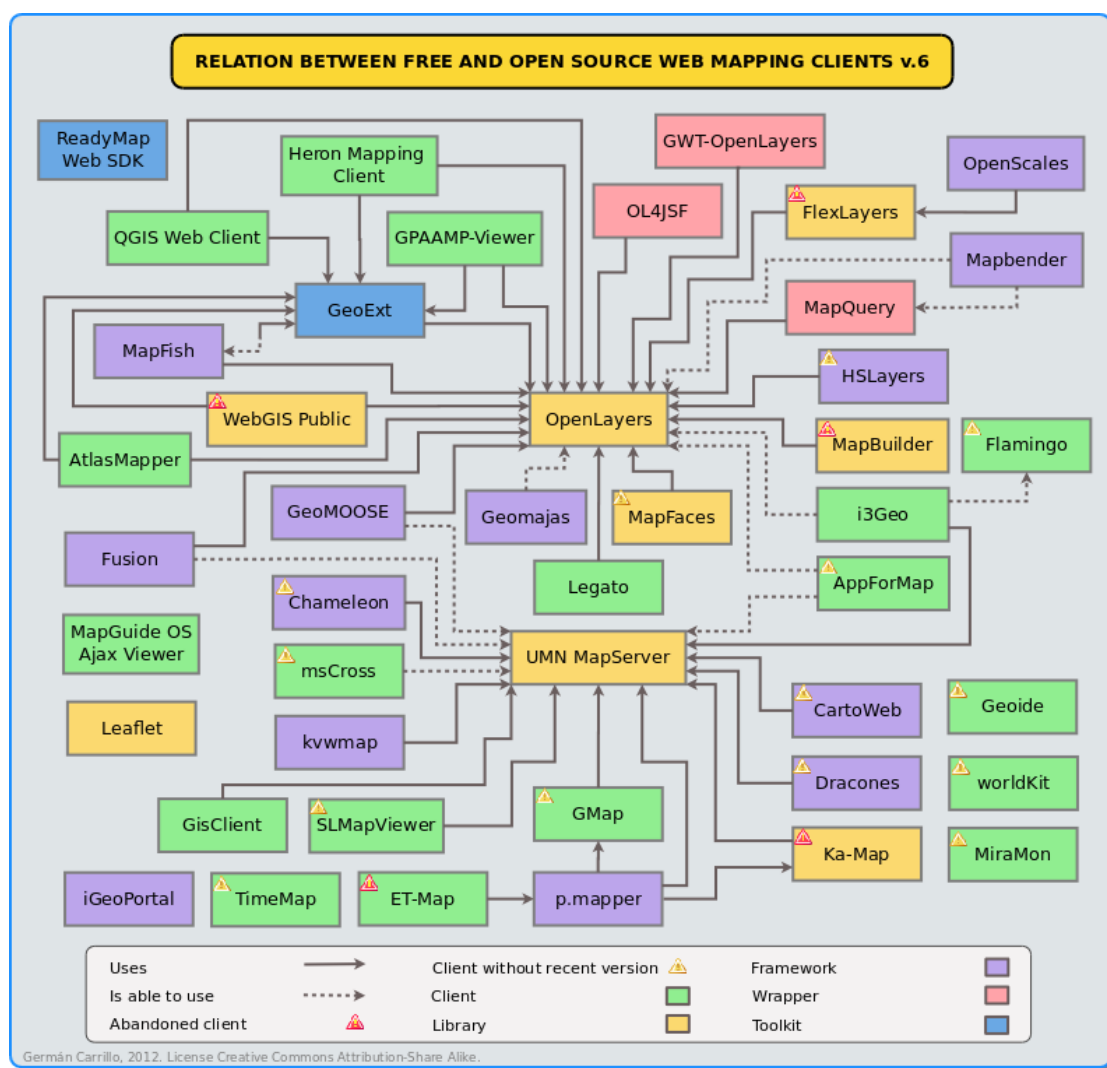 RELATION BETWEEN FREE AND OPEN SOURCE WEB MAPPING CLIENTS v.6
ReadyMap
Web SDK
Heron Mapping
Client
GWT-OpenLayers
OpenScales
OL4JSF
FlexLayers
QGIS Web Client
GPAAMP-Viewer
Mapbender
GeoExt
MapQuery
MapFish
HSLayers
WebGIS Public
OpenLayers
MapBuilder
Flamingo
AtlasMapper
GeoMOOSE
Geomajas
MapFaces
i3Geo
Fusion
Legato
AppForMap
Chameleon
MapGuide OS
Ajax Viewer
msCross
UMN MapServer
Leaflet
kvwmap
CartoWeb
Geoide
Dracones
worldKit
GisClient
SLMapViewer
GMap
Ka-Map
MiraMon
iGeoPortal
TimeMap
ET-Map
p.mapper
Uses
Client without recent version
Framework
Is able to use
Client
Wrapper
Abandoned client
Library
Toolkit
Germán Carrillo, 2012. License Creative Commons Attribution-Share Alike.